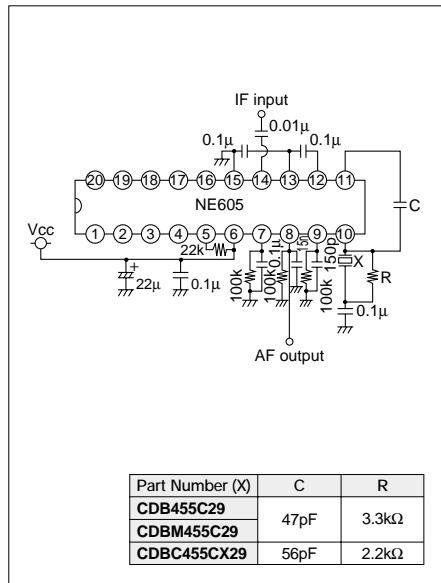 IF input
0.01μ
0.1μ 0.1μ
20 19 18 17 16 15 14 13 12 11
NE605
C
Vcc
1 2 3 4 5 6 7 8 9 10
22k
22μ
0.1μ
100k
100k
0.1μ
15n
100k
150p
X
R
0.1μ
AF output
Part Number (X) C R
CDB455C29 47pF 3.3kΩ
CDBM455C29
CDBC455CX29 56pF 2.2kΩ